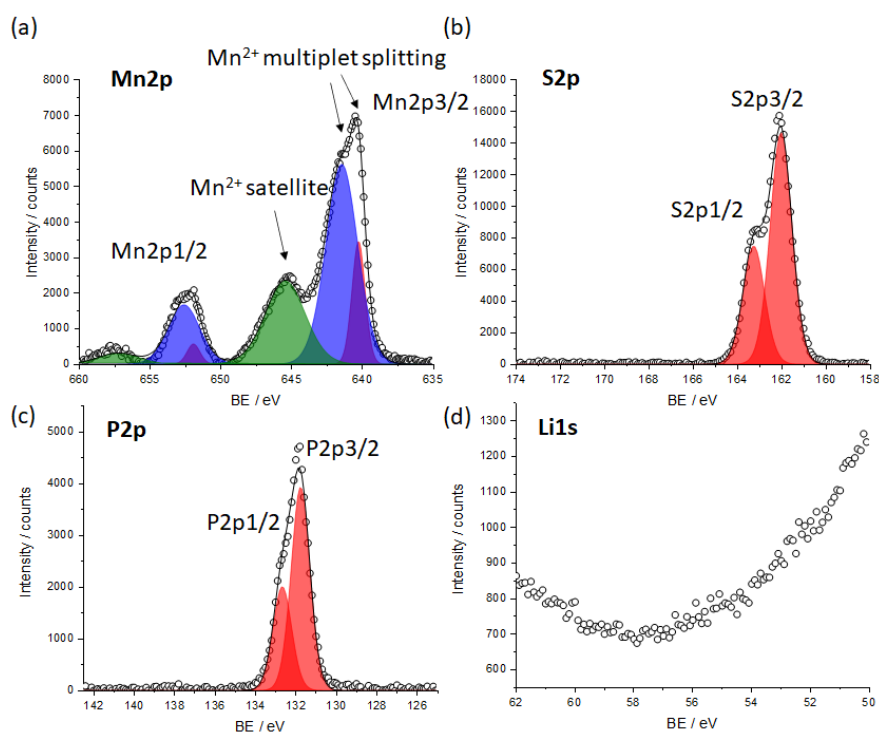 (a)
Mn2p
Mn²⁺ multiplet splitting
Mn2p3/2
Mn²⁺ satellite
Mn2p1/2
Intensity / counts
8000
7000
6000
5000
4000
3000
2000
1000
0
660 655 650 645 640 635
BE / eV
(b)
S2p
S2p3/2
S2p1/2
Intensity / counts
18000
16000
14000
12000
10000
8000
6000
4000
2000
0
174 172 170 168 166 164 162 160 158
BE / eV
(c)
P2p
P2p3/2
P2p1/2
Intensity / counts
5000
4000
3000
2000
1000
0
142 140 138 136 134 132 130 128 126
BE / eV
(d)
Li1s
Intensity / counts
1300
1200
1100
1000
900
800
700
600
62 60 58 56 54 52 50
BE / eV